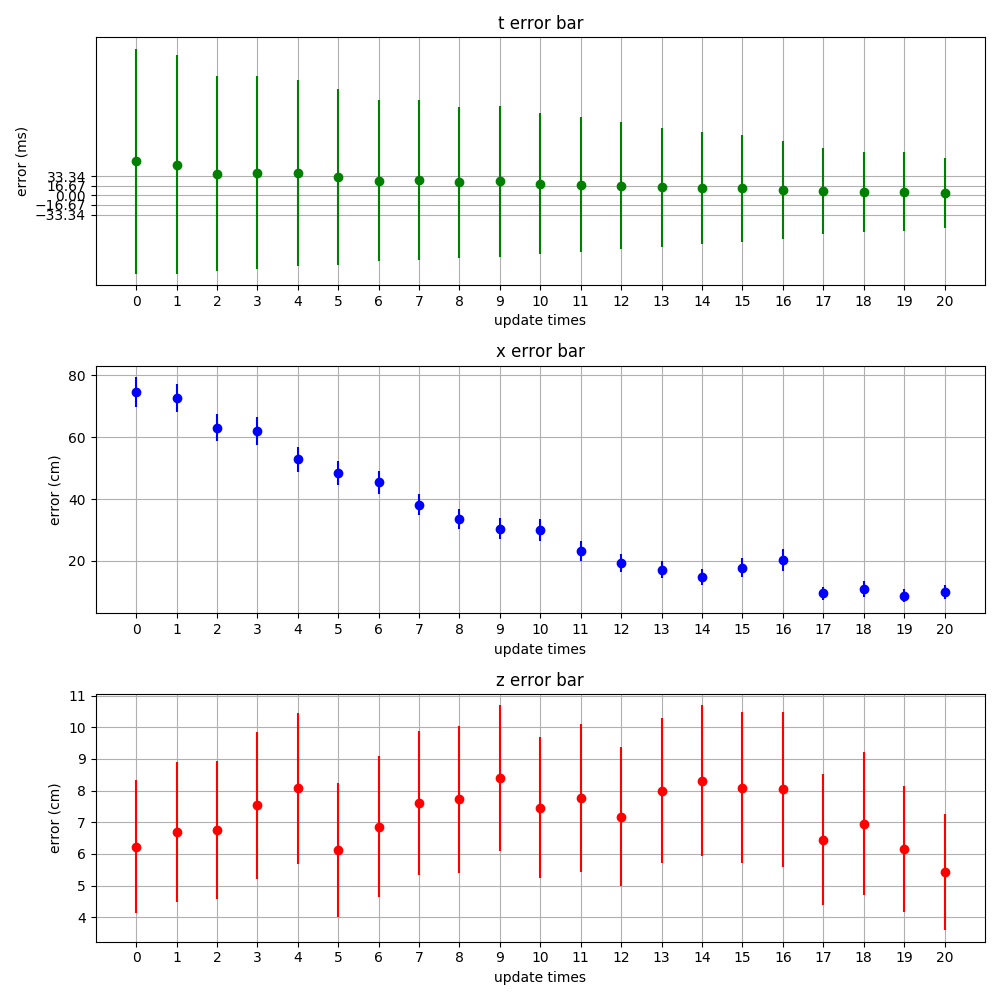 t error bar
error (ms)
33.34
16.67
0.00
−16.67
−33.34
0 1 2 3 4 5 6 7 8 9 10 11 12 13 14 15 16 17 18 19 20
update times
x error bar
error (cm)
80
60
40
20
0 1 2 3 4 5 6 7 8 9 10 11 12 13 14 15 16 17 18 19 20
update times
z error bar
error (cm)
11
10
9
8
7
6
5
4
0 1 2 3 4 5 6 7 8 9 10 11 12 13 14 15 16 17 18 19 20
update times